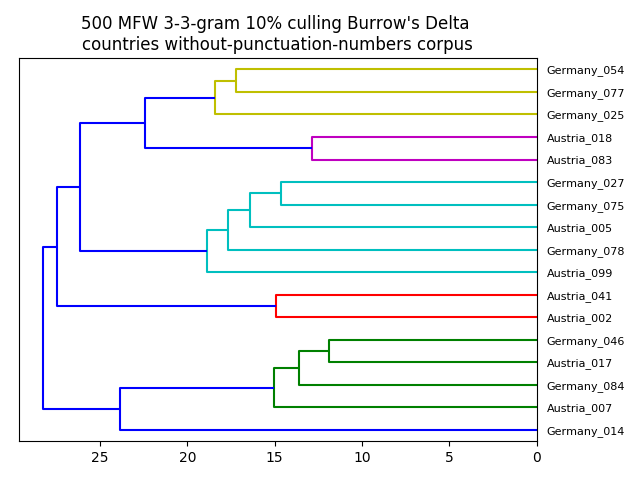 500 MFW 3-3-gram 10% culling Burrow's Delta
countries without-punctuation-numbers corpus
Germany_054
Germany_077
Germany_025
Austria_018
Austria_083
Germany_027
Germany_075
Austria_005
Germany_078
Austria_099
Austria_041
Austria_002
Germany_046
Austria_017
Germany_084
Austria_007
Germany_014
25 20 15 10 5 0